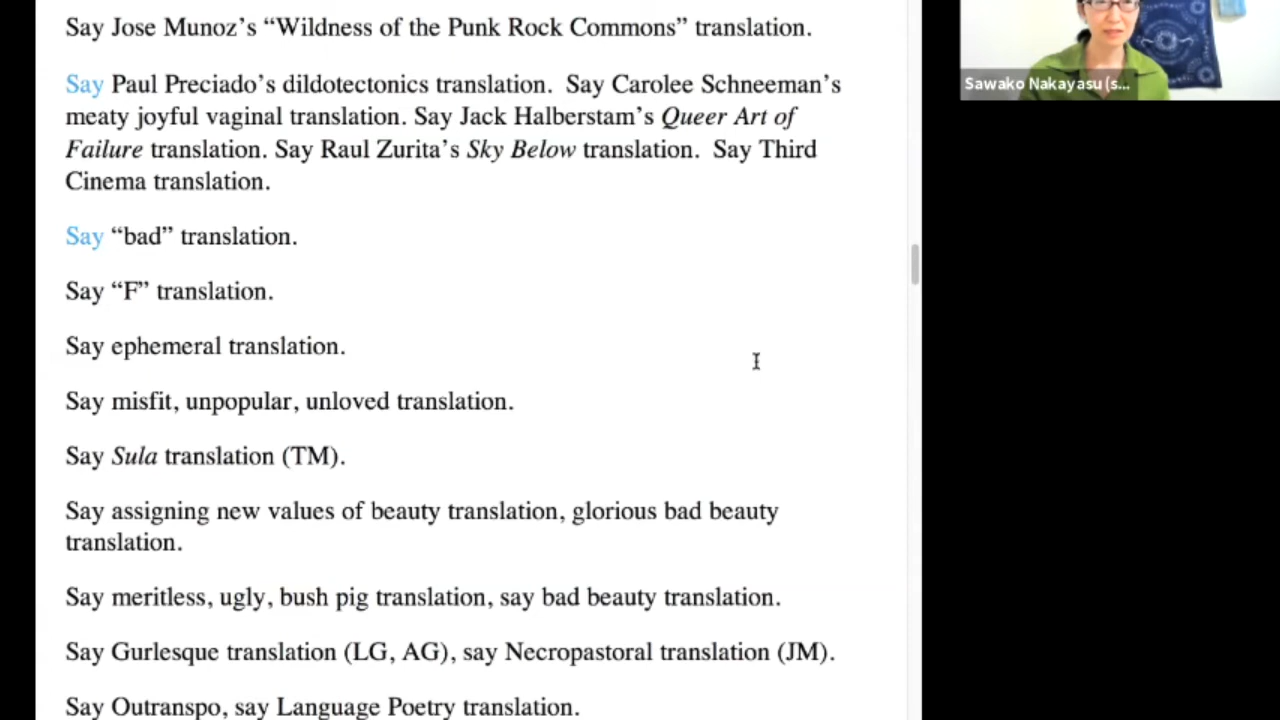 Say Jose Munoz’s “Wildness of the Punk Rock Commons” translation.
Say Paul Preciado’s dildotectonics translation.  Say Carolee Schneeman’s
meaty joyful vaginal translation. Say Jack Halberstam’s Queer Art of
Failure translation. Say Raul Zurita’s Sky Below translation.  Say Third
Cinema translation.
Say “bad” translation.
Say “F” translation.
Say ephemeral translation.
Say misfit, unpopular, unloved translation.
Say Sula translation (TM).
Say assigning new values of beauty translation, glorious bad beauty
translation.
Say meritless, ugly, bush pig translation, say bad beauty translation.
Say Gurlesque translation (LG, AG), say Necropastoral translation (JM).
Say Outranspo, say Language Poetry translation.
Sawako Nakayasu (s...